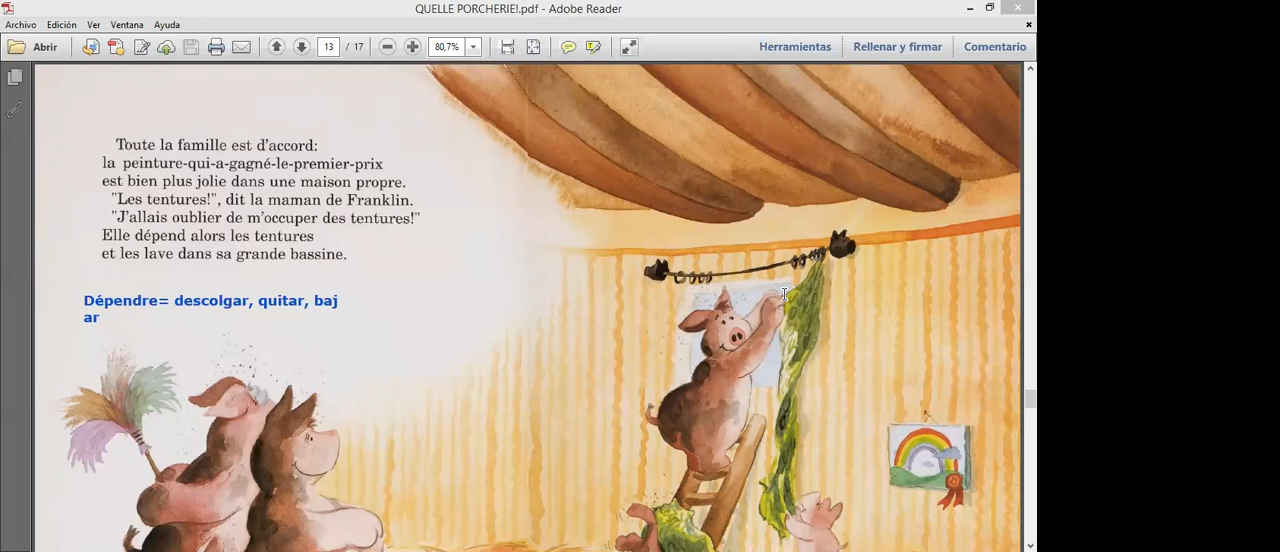 QUELLE PORCHERIE!.pdf - Adobe Reader
Archivo Edición Ver Ventana Ayuda
Abrir 13 / 17 80,7% Herramientas Rellenar y firmar Comentario
Toute la famille est d'accord:
la peinture-qui-a-gagné-le-premier-prix
est bien plus jolie dans une maison propre.
"Les tentures!", dit la maman de Franklin.
"J'allais oublier de m'occuper des tentures!"
Elle dépend alors les tentures
et les lave dans sa grande bassine.
Dépendre= descolgar, quitar, baj
ar